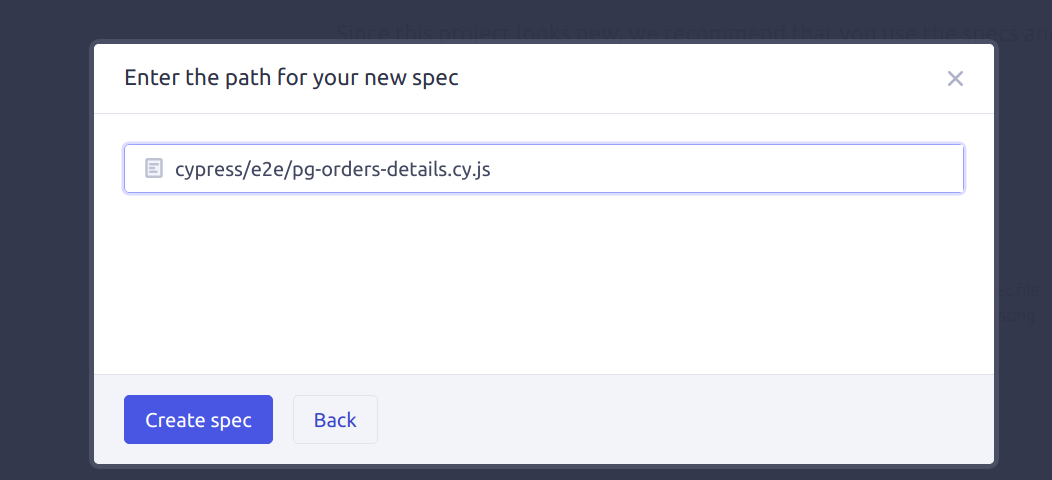 Since this project looks new, we recommend that you use the specs an
Enter the path for your new spec
cypress/e2e/pg-orders-details.cy.js
Create spec
Back